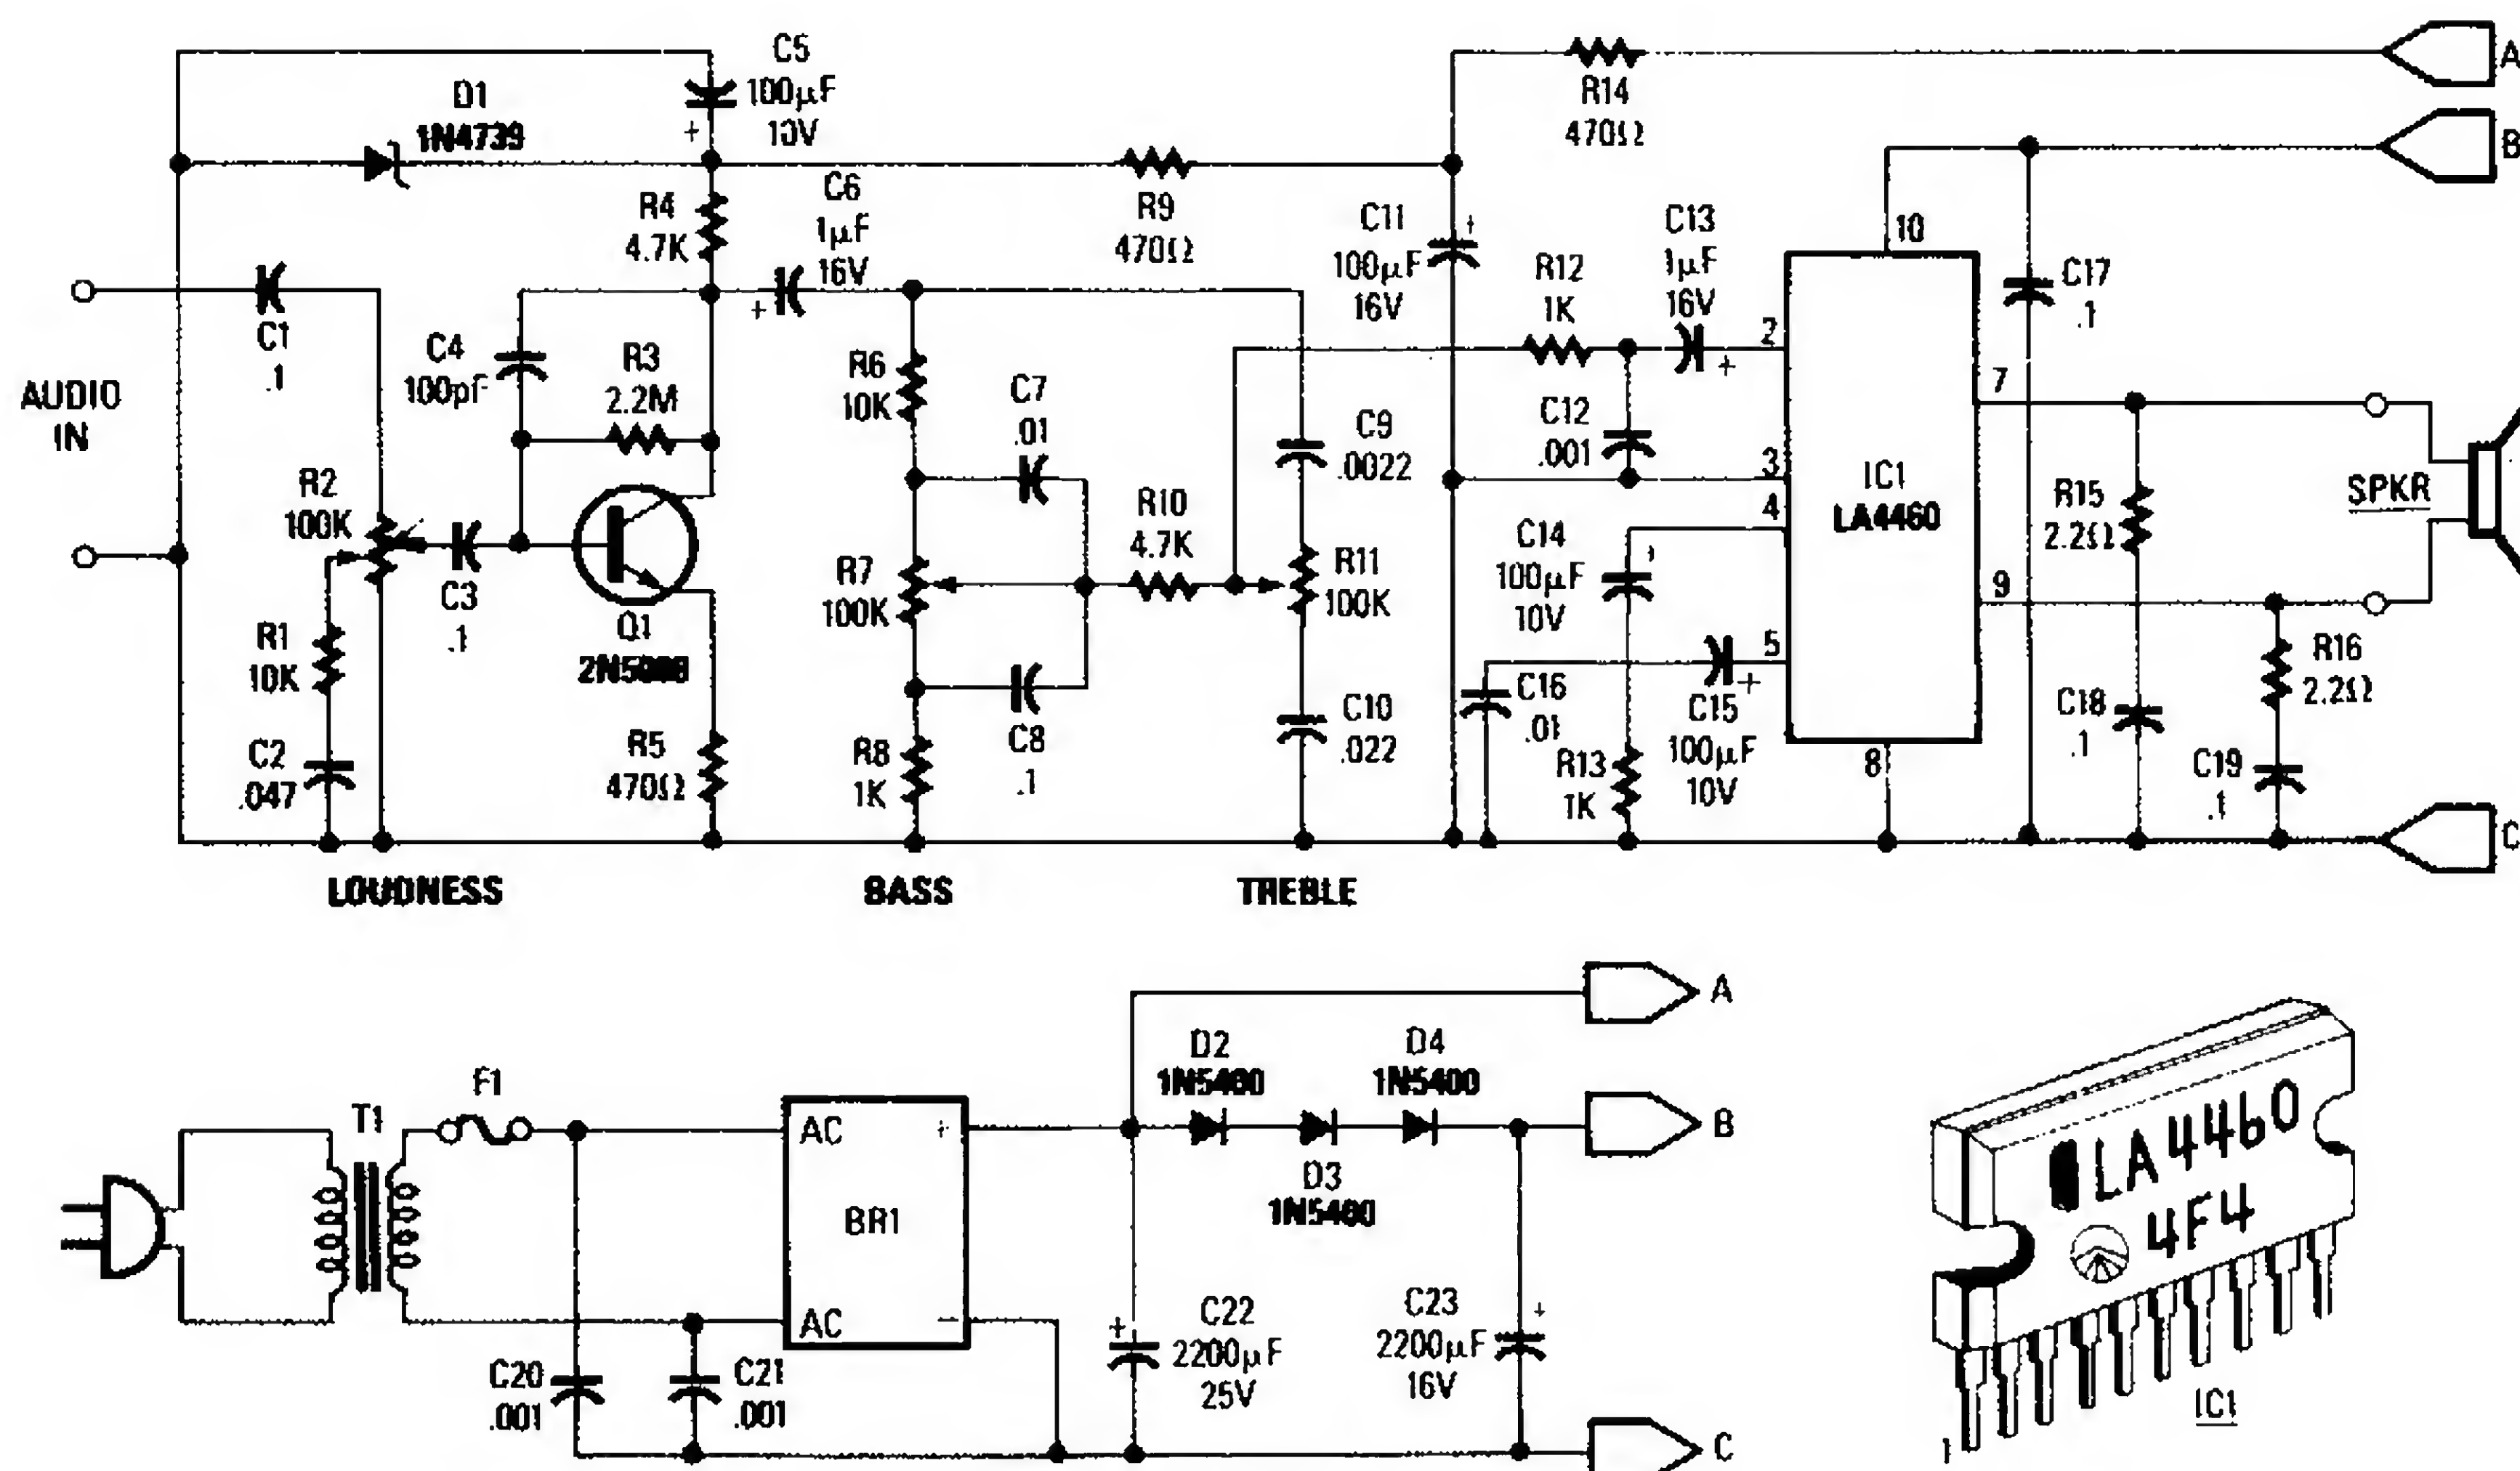 C5
100µF
10V
D1
1N4739
R14
470Ω
A
B
R4
4.7K
C6
1µF
16V
R9
470Ω
C11
100µF
16V
R12
1K
C13
1µF
16V
10
C17
.1
C1
.1
C4
100pF
R3
2.2M
R6
10K
C7
.01
C9
.0022
C12
.001
2
7
AUDIO
IN
R2
100K
3
IC1
LA4460
4
R15
2.2Ω
SPKR
R10
4.7K
C14
100µF
10V
R7
100K
R11
100K
C3
.1
Q1
R1
10K
9
5
R16
2.2Ω
C16
.01
C15
100µF
10V
C18
.1
C10
.022
R5
470Ω
C8
.1
R8
1K
C2
.047
R13
1K
8
C19
.1
C
LOUDNESS
BASS
TREBLE
A
D2
1N5400
D4
1N5400
B
D3
1N5400
F1
T1
AC
+
BR1
AC
−
C22
2200µF
25V
C23
2200µF
16V
C20
.001
C21
.001
C
LA4460
4F4
IC1
1